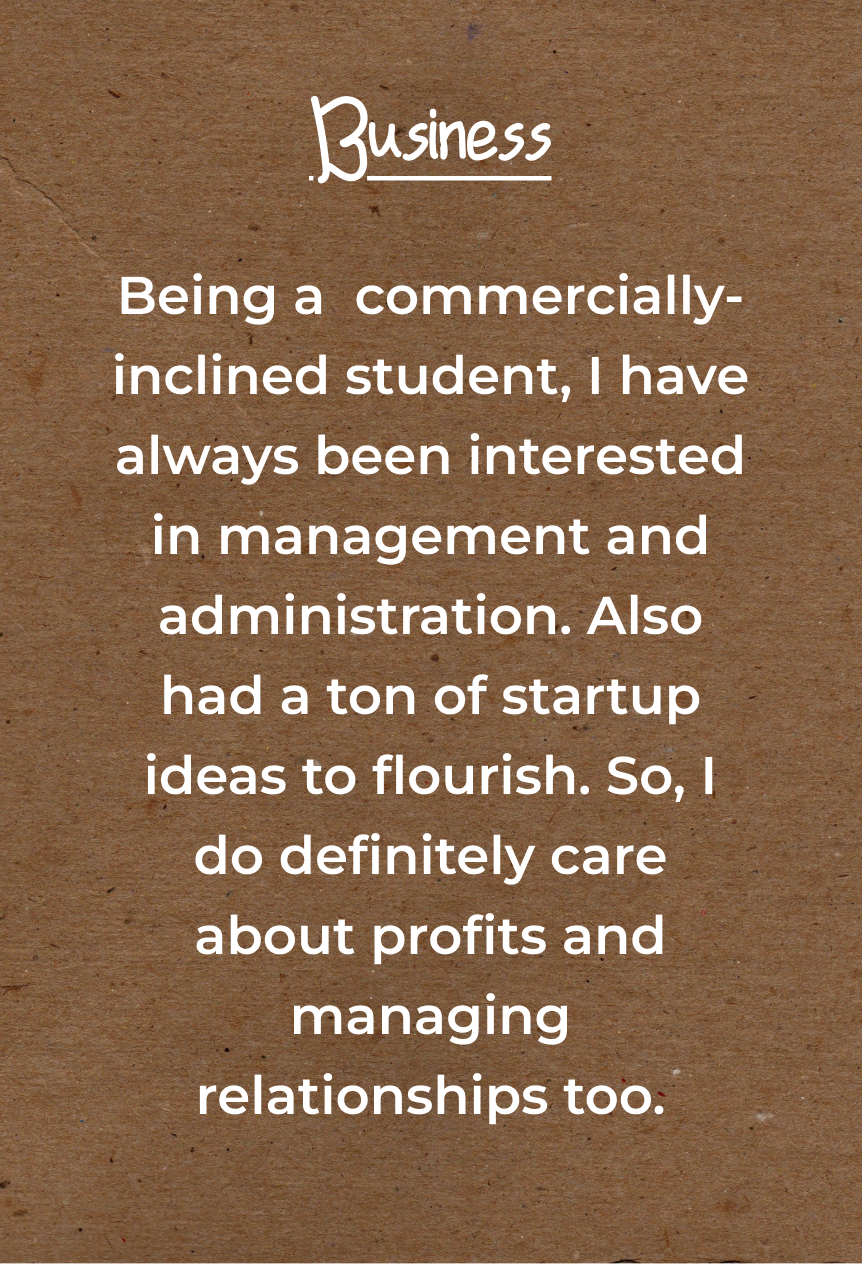 Business
Being a  commercially-
inclined student, I have
always been interested
in management and
administration. Also
had a ton of startup
ideas to flourish. So, I
do definitely care
about profits and
managing
relationships too.